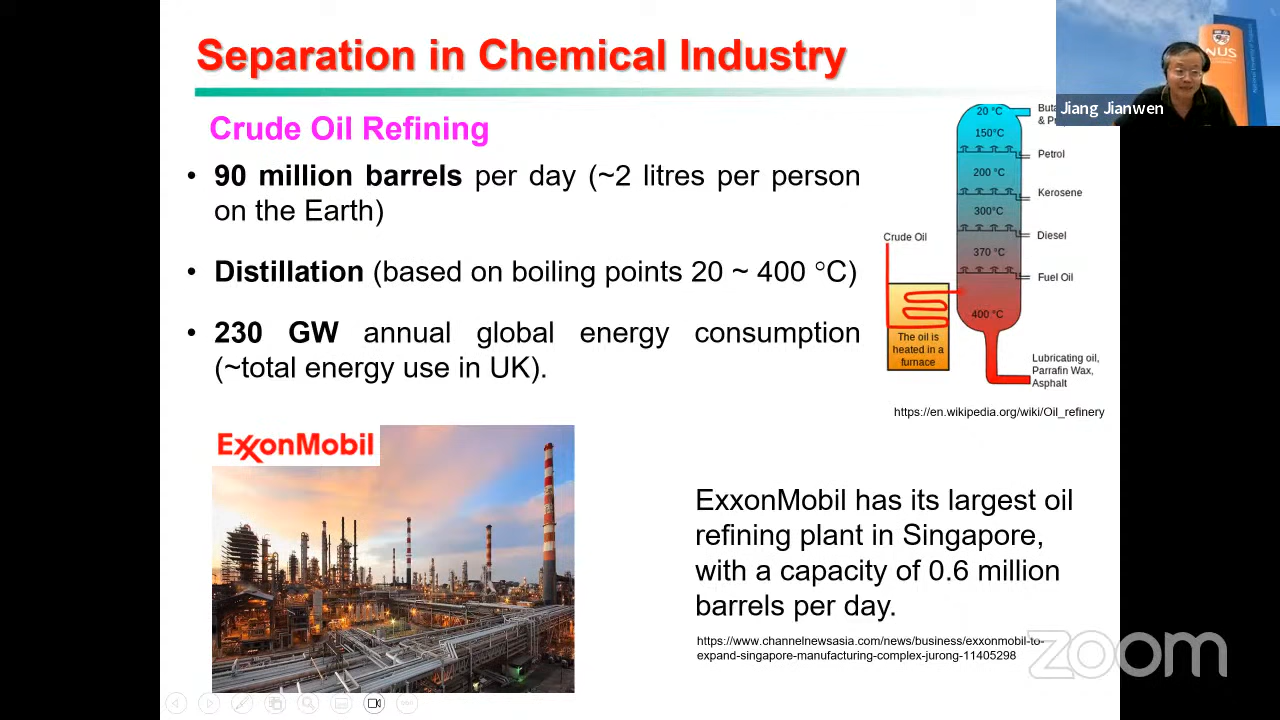 Separation in Chemical Industry
NUS
Jiang Jianwen
Crude Oil Refining
• 90 million barrels per day (~2 litres per person
on the Earth)
• Distillation (based on boiling points 20 ~ 400 °C)
• 230 GW annual global energy consumption
(~total energy use in UK).
20 °C
150°C
Petrol
200 °C
Kerosene
300°C
Diesel
Crude Oil
370 °C
Fuel Oil
400 °C
The oil is
heated in a
furnace
Lubricating oil,
Parrafin Wax,
Asphalt
https://en.wikipedia.org/wiki/Oil_refinery
ExxonMobil
ExxonMobil has its largest oil
refining plant in Singapore,
with a capacity of 0.6 million
barrels per day.
https://www.channelnewsasia.com/news/business/exxonmobil-to-
expand-singapore-manufacturing-complex-jurong-11405298
zoom